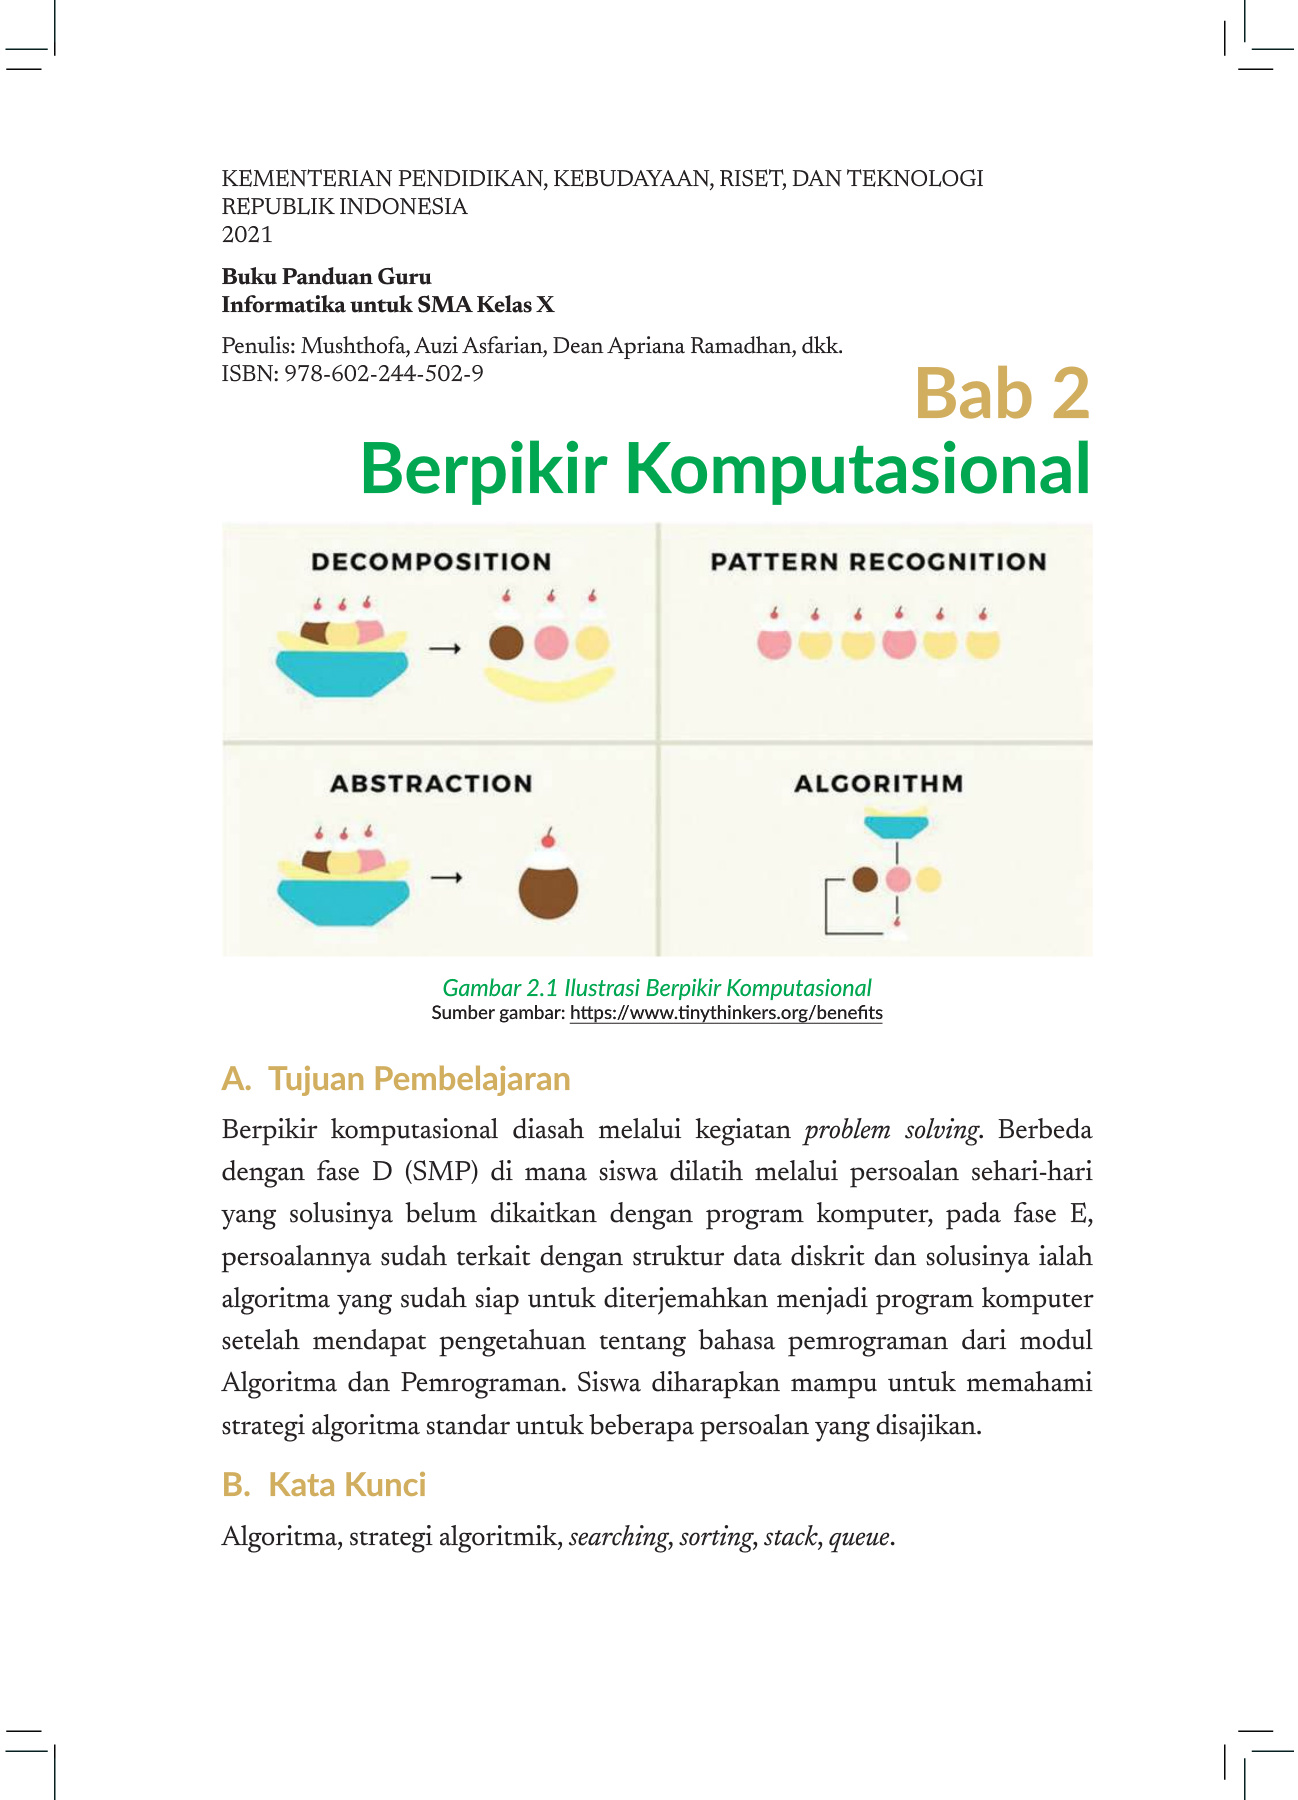 KEMENTERIAN PENDIDIKAN, KEBUDAYAAN, RISET, DAN TEKNOLOGI
REPUBLIK INDONESIA
2021
Buku Panduan Guru
Informatika untuk SMA Kelas X
Penulis: Mushthofa, Auzi Asfarian, Dean Apriana Ramadhan, dkk.
ISBN: 978-602-244-502-9
Bab 2
Berpikir Komputasional
DECOMPOSITION
PATTERN RECOGNITION
ABSTRACTION
ALGORITHM
Gambar 2.1 Ilustrasi Berpikir Komputasional
Sumber gambar: https://www.tinythinkers.org/benefits
A. Tujuan Pembelajaran
Berpikir komputasional diasah melalui kegiatan problem solving. Berbeda
dengan fase D (SMP) di mana siswa dilatih melalui persoalan sehari-hari
yang solusinya belum dikaitkan dengan program komputer, pada fase E,
persoalannya sudah terkait dengan struktur data diskrit dan solusinya ialah
algoritma yang sudah siap untuk diterjemahkan menjadi program komputer
setelah mendapat pengetahuan tentang bahasa pemrograman dari modul
Algoritma dan Pemrograman. Siswa diharapkan mampu untuk memahami
strategi algoritma standar untuk beberapa persoalan yang disajikan.
B. Kata Kunci
Algoritma, strategi algoritmik, searching, sorting, stack, queue.